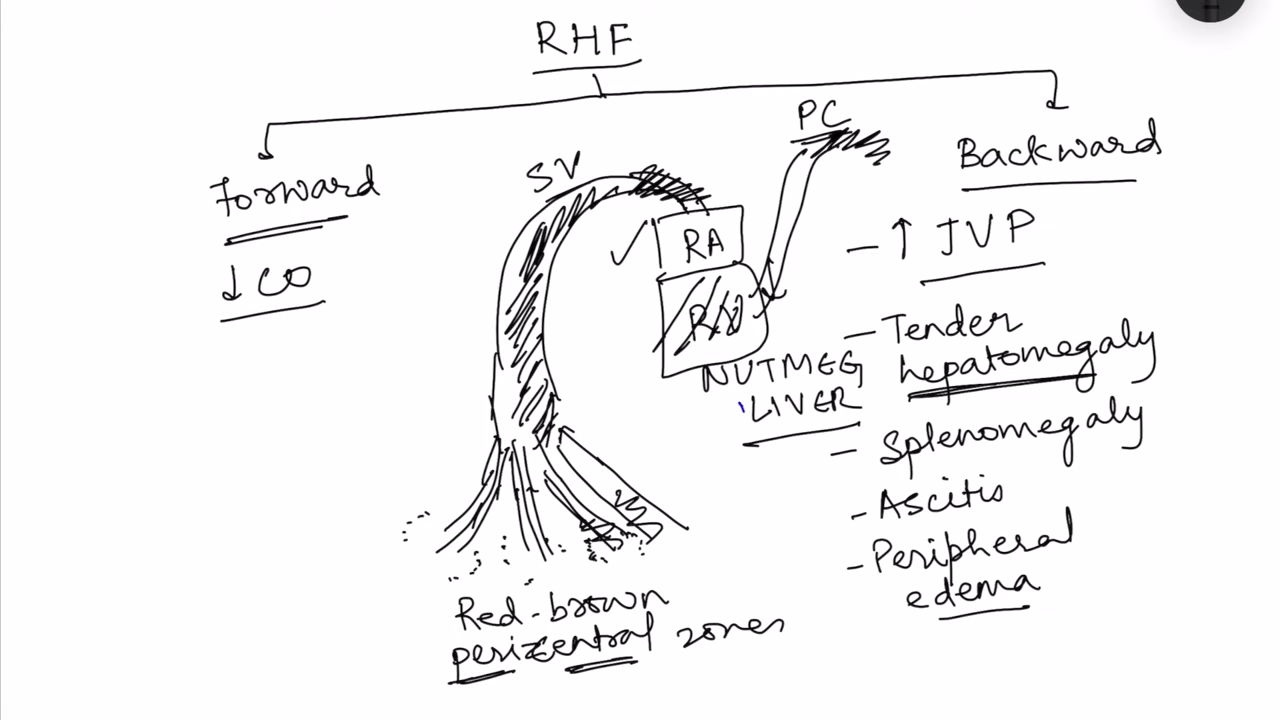 RHF
Forward
↓ CO
SV
PC
RA
RV
Backward
- ↑ JVP
- Tender
hepatomegaly
NUTMEG
LIVER
- Splenomegaly
- Ascitis
- Peripheral
edema
Red-brown
pericentral zones